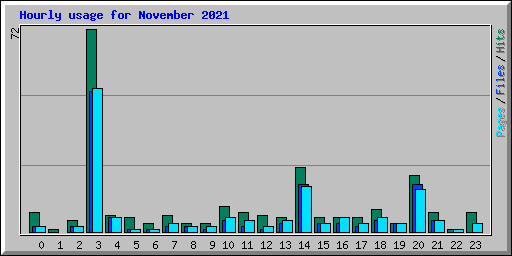 Hourly usage for November 2021
72
Pages/Files/Hits
0 1 2 3 4 5 6 7 8 9 10 11 12 13 14 15 16 17 18 19 20 21 22 23